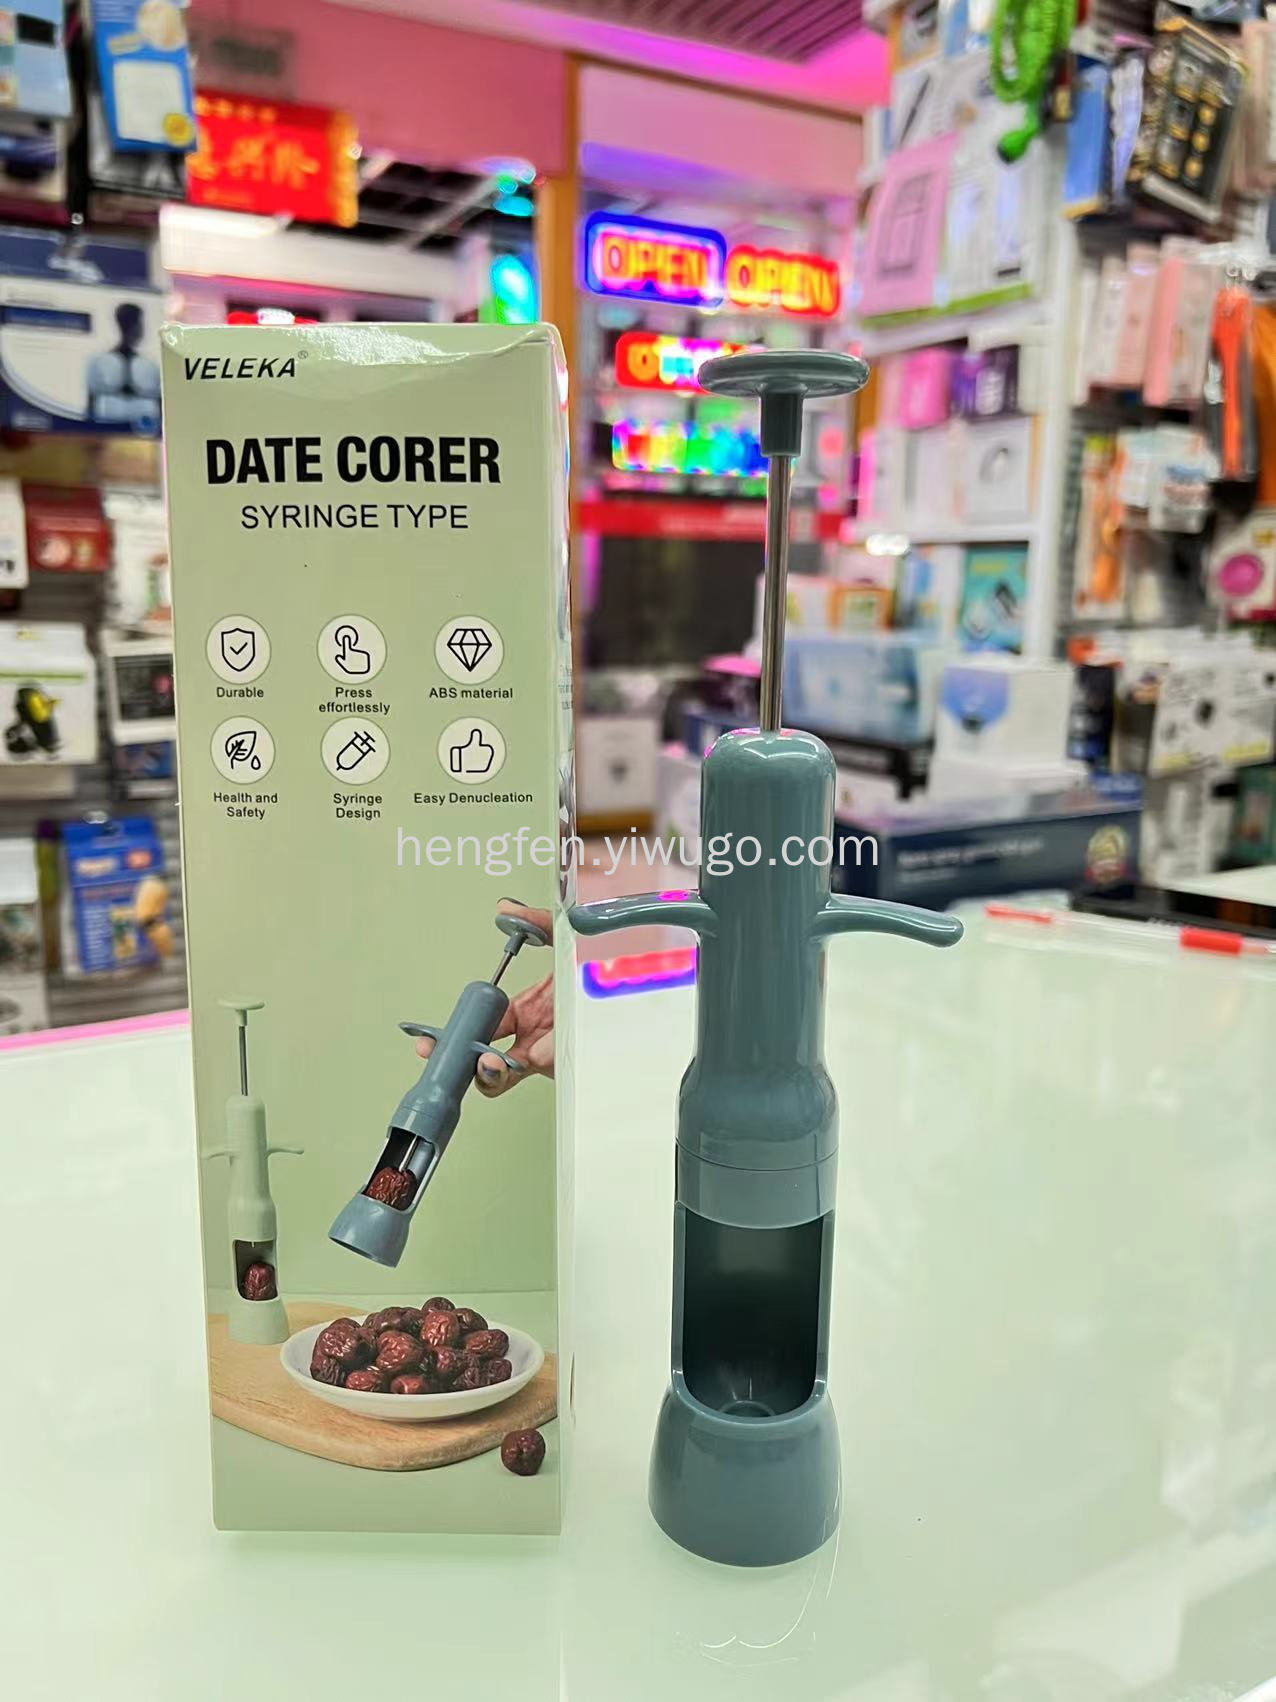 VELEKA®
DATE CORER
SYRINGE TYPE
Durable
Press
effortlessly
ABS material
Health and
Safety
Syringe
Design
Easy Denucleation
hengfen.yiwugo.com
OPEN OPEN